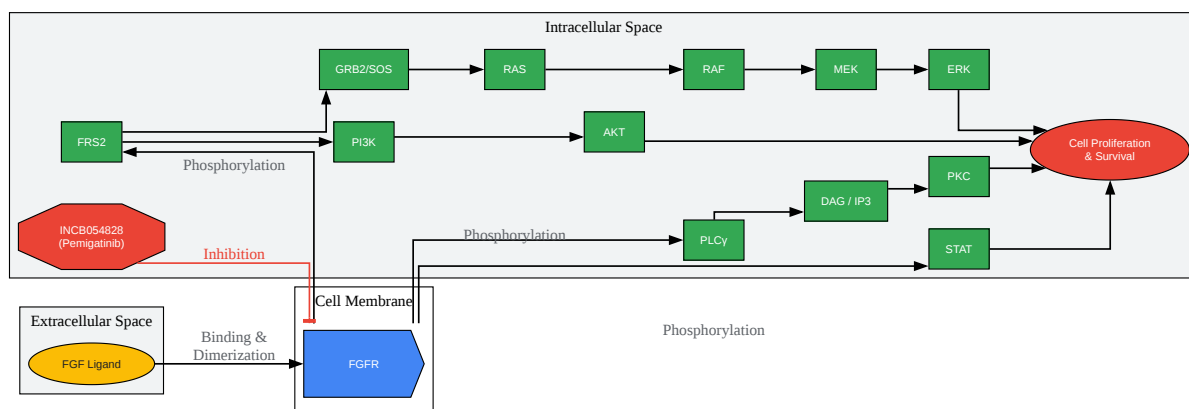 Intracellular Space
GRB2/SOS
RAS
RAF
MEK
ERK
FRS2
PI3K
AKT
Cell Proliferation
& Survival
Phosphorylation
PKC
DAG / IP3
INCB054828
(Pemigatinib)
Inhibition
Phosphorylation
PLCγ
STAT
Cell Membrane
Extracellular Space
Binding &
Dimerization
FGF Ligand
FGFR
Phosphorylation